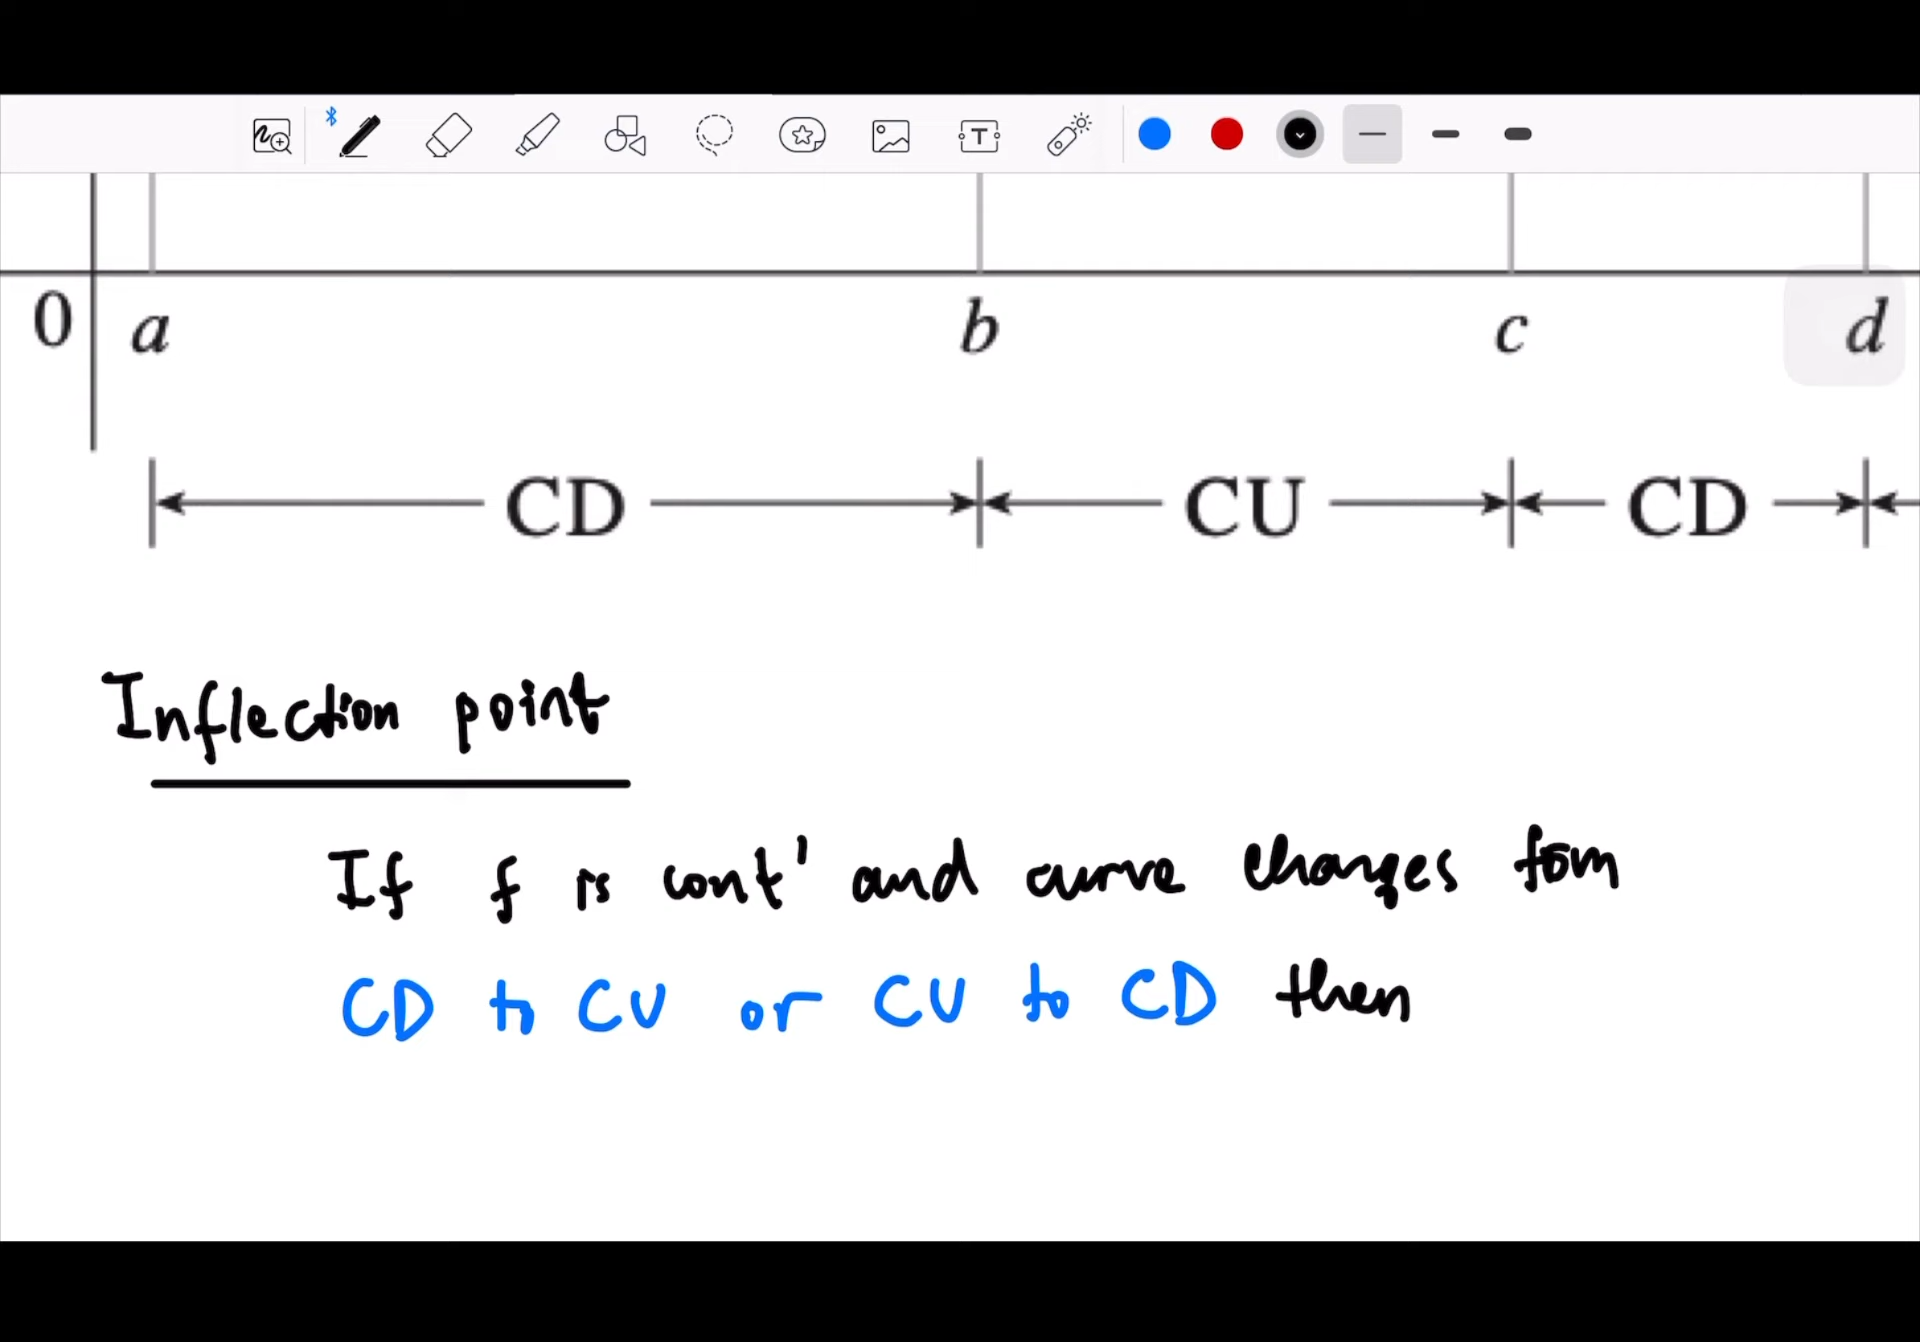 0 a b c d
CD CU CD
Inflection point
If f is cont' and curve changes fom
CD to CU or CU to CD then